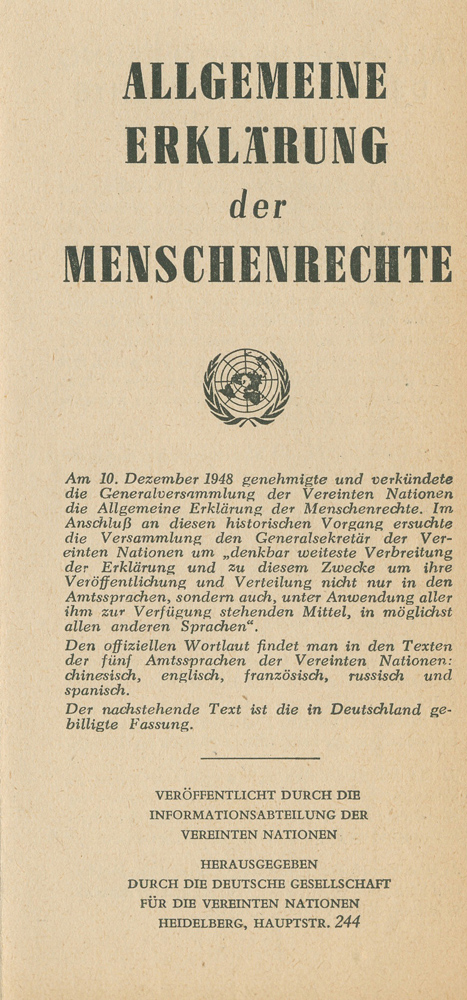 ALLGEMEINE
ERKLÄRUNG
der
MENSCHENRECHTE
Am 10. Dezember 1948 genehmigte und verkündete
die Generalversammlung der Vereinten Nationen
die Allgemeine Erklärung der Menschenrechte. Im
Anschluß an diesen historischen Vorgang ersuchte
die Versammlung den Generalsekretär der Ver-
einten Nationen um „denkbar weiteste Verbreitung
der Erklärung und zu diesem Zwecke um ihre
Veröffentlichung und Verteilung nicht nur in den
Amtssprachen, sondern auch, unter Anwendung aller
ihm zur Verfügung stehenden Mittel, in möglichst
allen anderen Sprachen“.
Den offiziellen Wortlaut findet man in den Texten
der fünf Amtssprachen der Vereinten Nationen:
chinesisch, englisch, französisch, russisch und
spanisch.
Der nachstehende Text ist die in Deutschland ge-
billigte Fassung.
VERÖFFENTLICHT DURCH DIE
INFORMATIONSABTEILUNG DER
VEREINTEN NATIONEN
HERAUSGEGEBEN
DURCH DIE DEUTSCHE GESELLSCHAFT
FÜR DIE VEREINTEN NATIONEN
HEIDELBERG, HAUPTSTR. 244